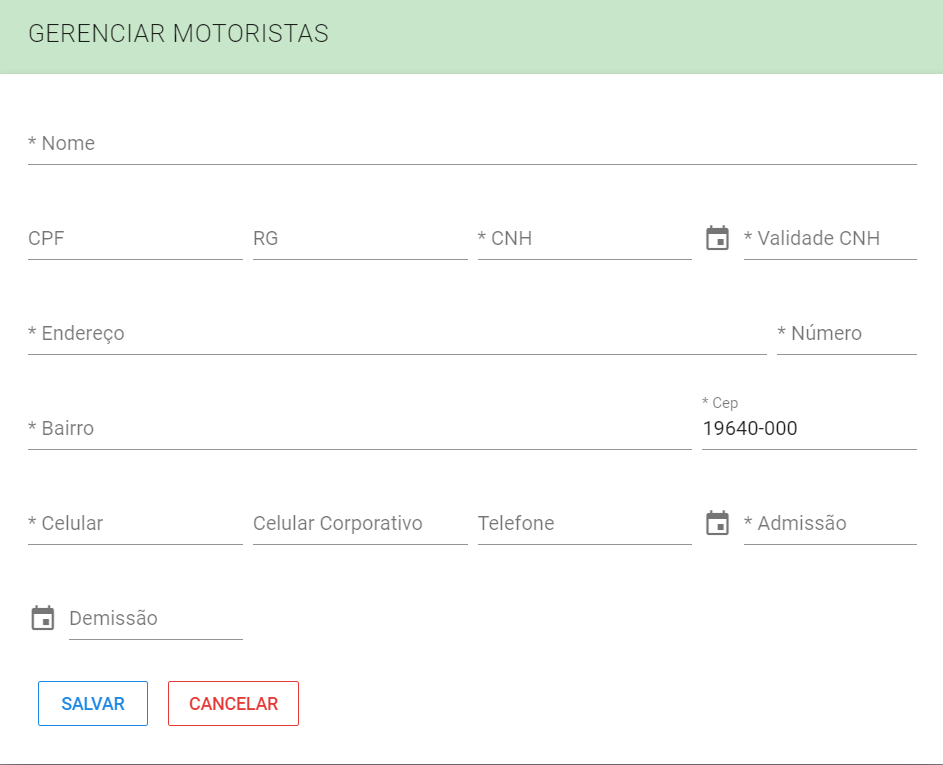 GERENCIAR MOTORISTAS
* Nome
CPF RG * CNH * Validade CNH
* Endereço * Número
* Cep
* Bairro 19640-000
* Celular Celular Corporativo Telefone * Admissão
Demissão
SALVAR CANCELAR